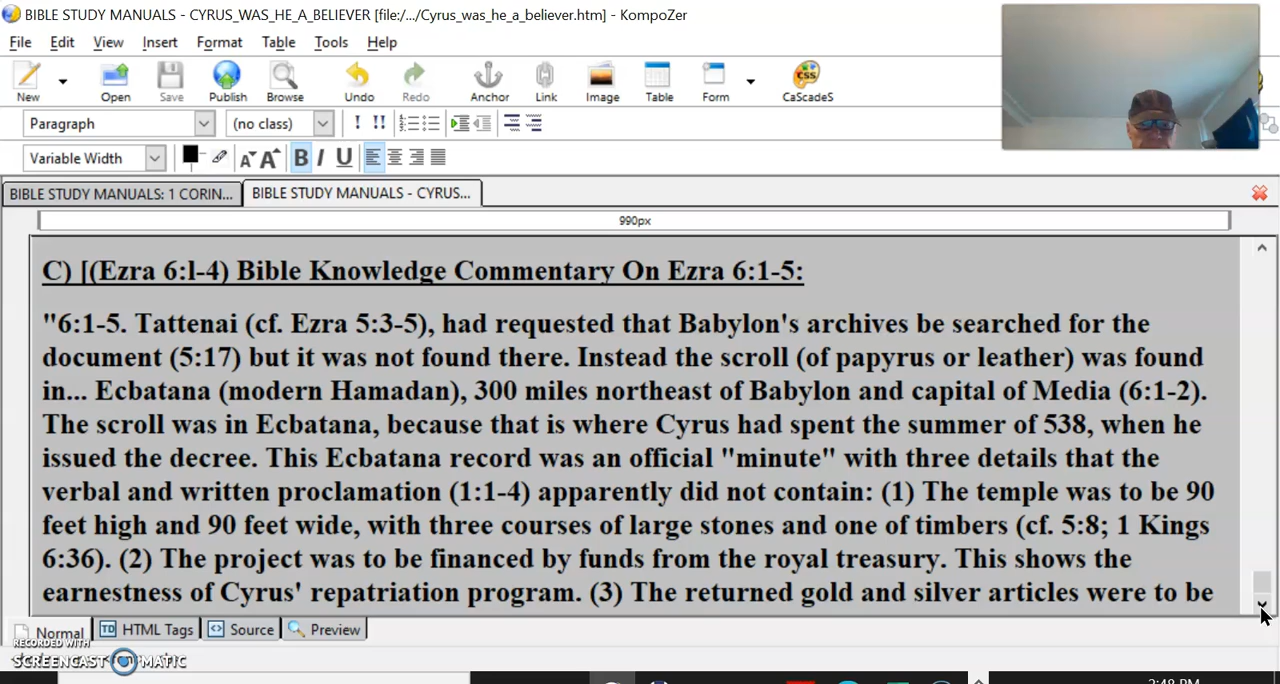 BIBLE STUDY MANUALS - CYRUS_WAS_HE_A_BELIEVER [file:/.../Cyrus_was_he_a_believer.htm] - KompoZer
File Edit View Insert Format Table Tools Help
New Open Save Publish Browse Undo Redo Anchor Link Image Table Form CaScadeS
Paragraph (no class)
Variable Width B I U
BIBLE STUDY MANUALS: 1 CORIN... BIBLE STUDY MANUALS - CYRUS...
990px
C) [(Ezra 6:l-4) Bible Knowledge Commentary On Ezra 6:1-5:
"6:1-5. Tattenai (cf. Ezra 5:3-5), had requested that Babylon's archives be searched for the
document (5:17) but it was not found there. Instead the scroll (of papyrus or leather) was found
in... Ecbatana (modern Hamadan), 300 miles northeast of Babylon and capital of Media (6:1-2).
The scroll was in Ecbatana, because that is where Cyrus had spent the summer of 538, when he
issued the decree. This Ecbatana record was an official "minute" with three details that the
verbal and written proclamation (1:1-4) apparently did not contain: (1) The temple was to be 90
feet high and 90 feet wide, with three courses of large stones and one of timbers (cf. 5:8; 1 Kings
6:36). (2) The project was to be financed by funds from the royal treasury. This shows the
earnestness of Cyrus' repatriation program. (3) The returned gold and silver articles were to be
Normal HTML Tags Source Preview
RECORDED WITH
SCREENCAST-O-MATIC
2:48 PM